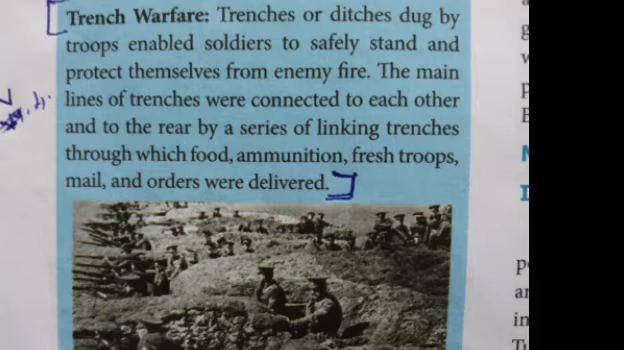 Trench Warfare: Trenches or ditches dug by
troops enabled soldiers to safely stand and
protect themselves from enemy fire. The main
lines of trenches were connected to each other
and to the rear by a series of linking trenches
through which food, ammunition, fresh troops,
mail, and orders were delivered.